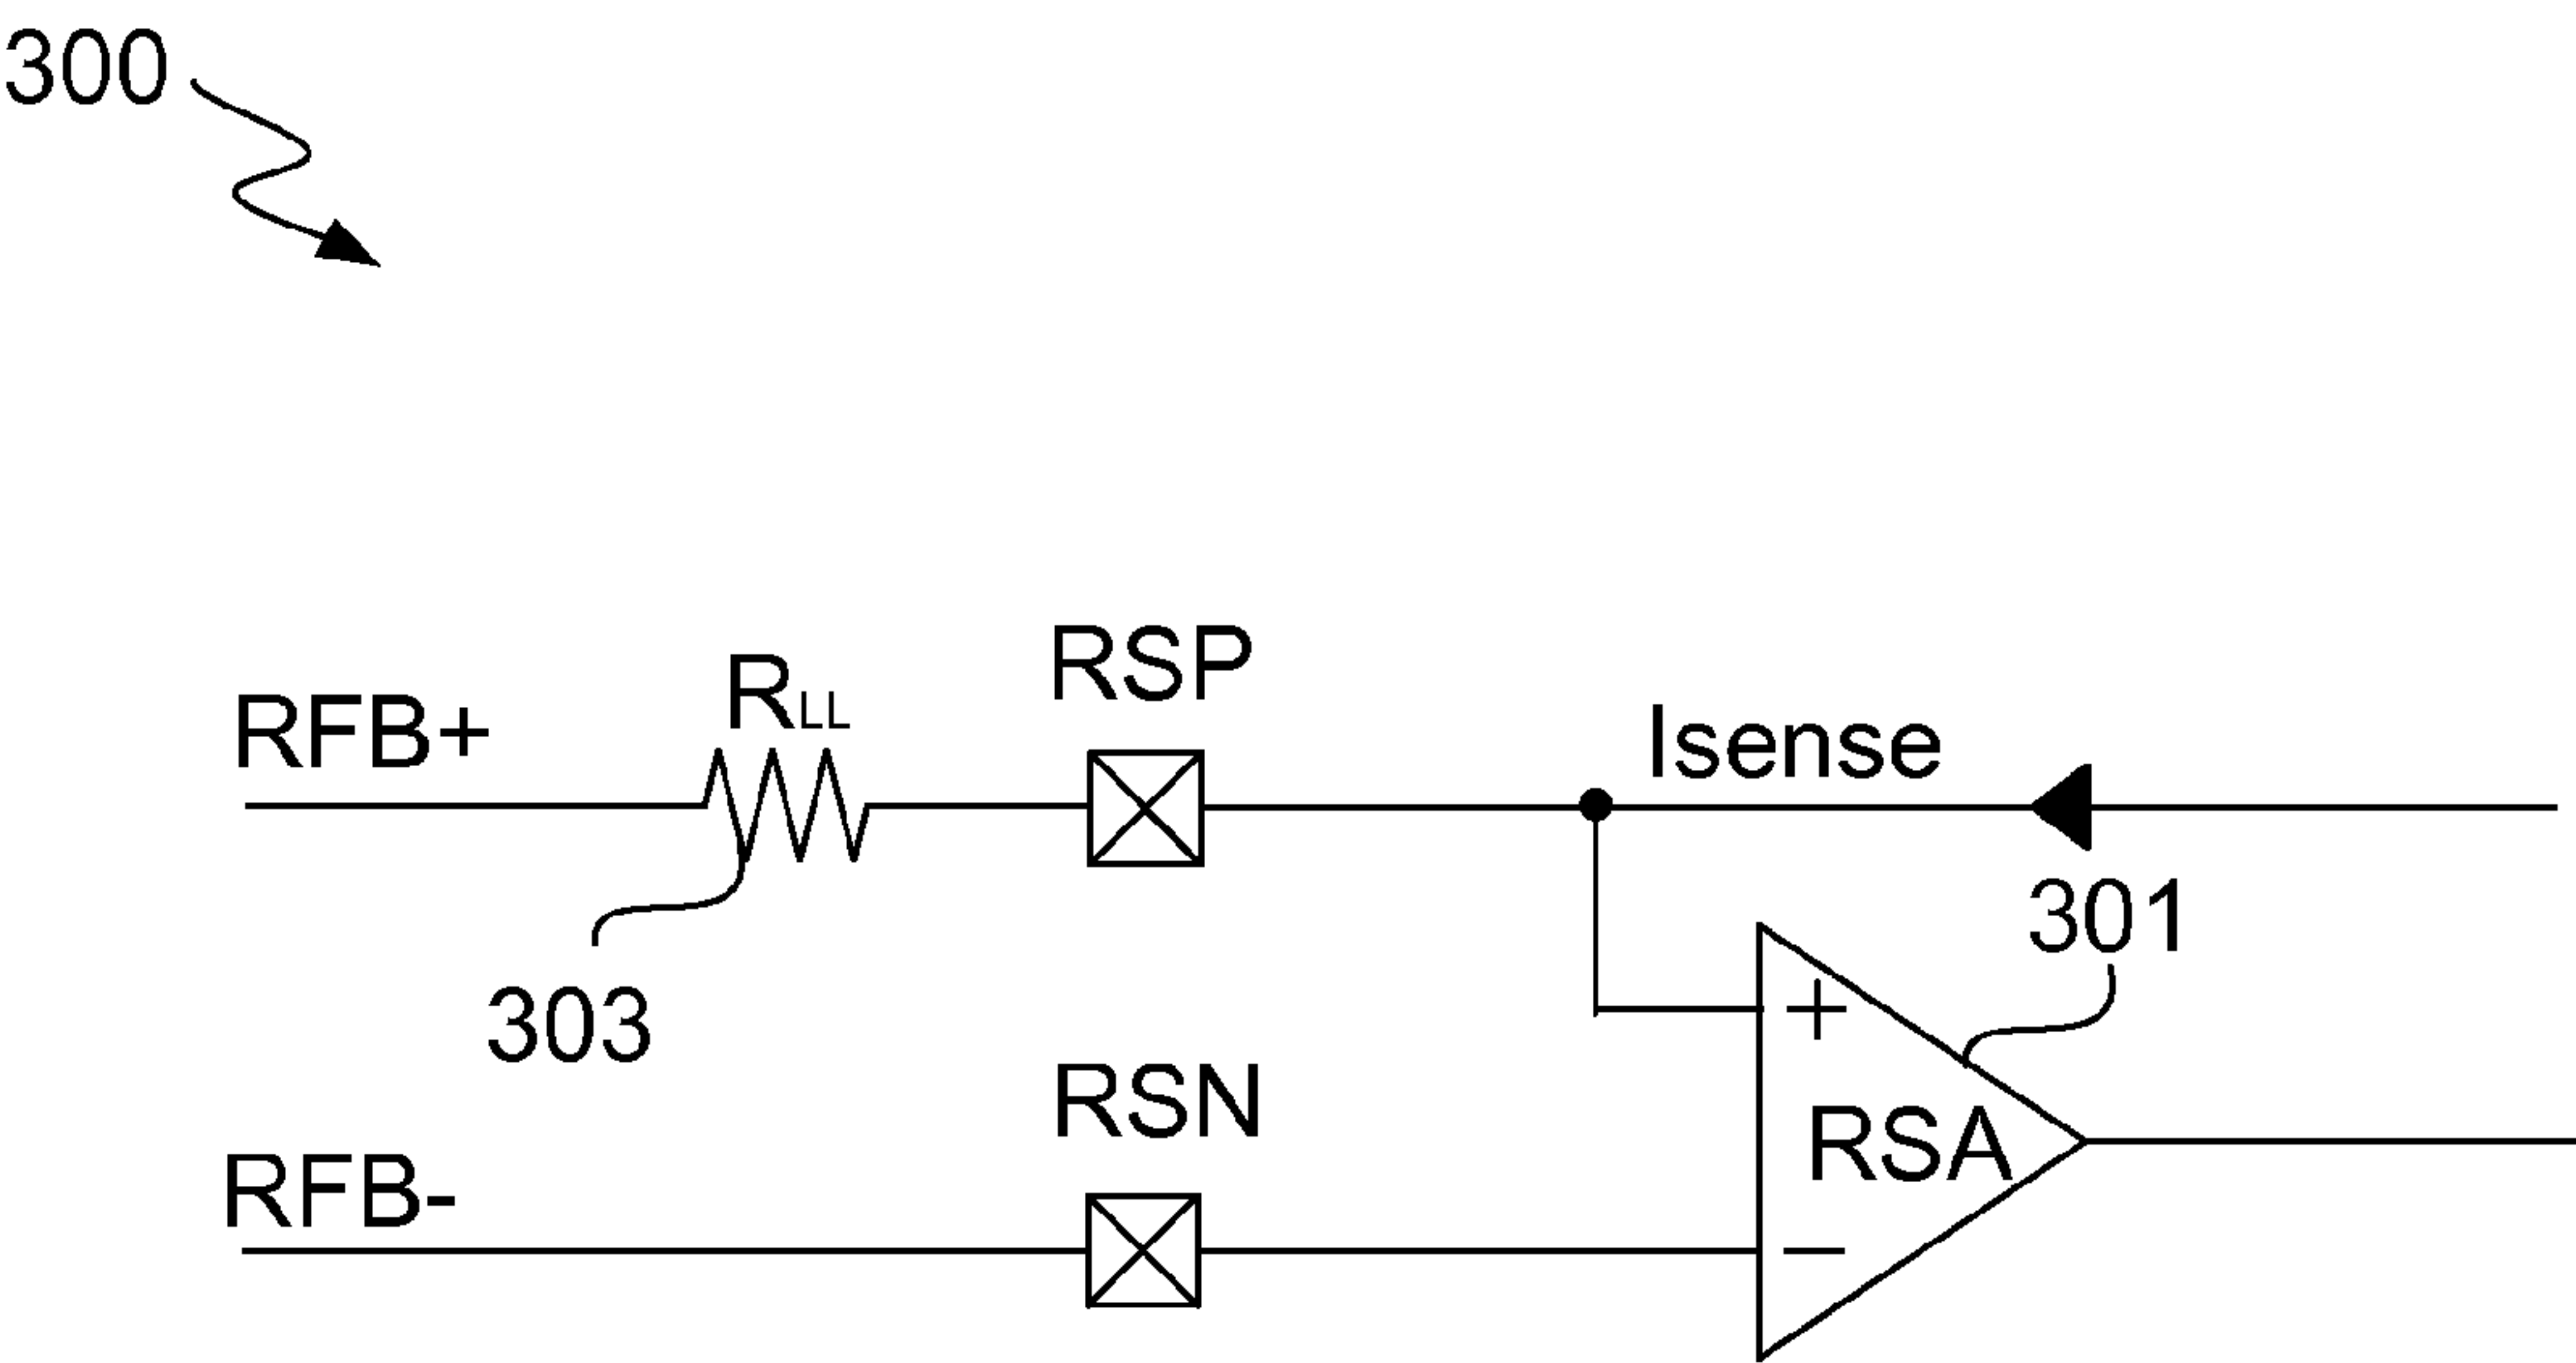 300
RSP
RLL
RFB+
Isense
301
303
+
RSN
RSA
RFB-
−